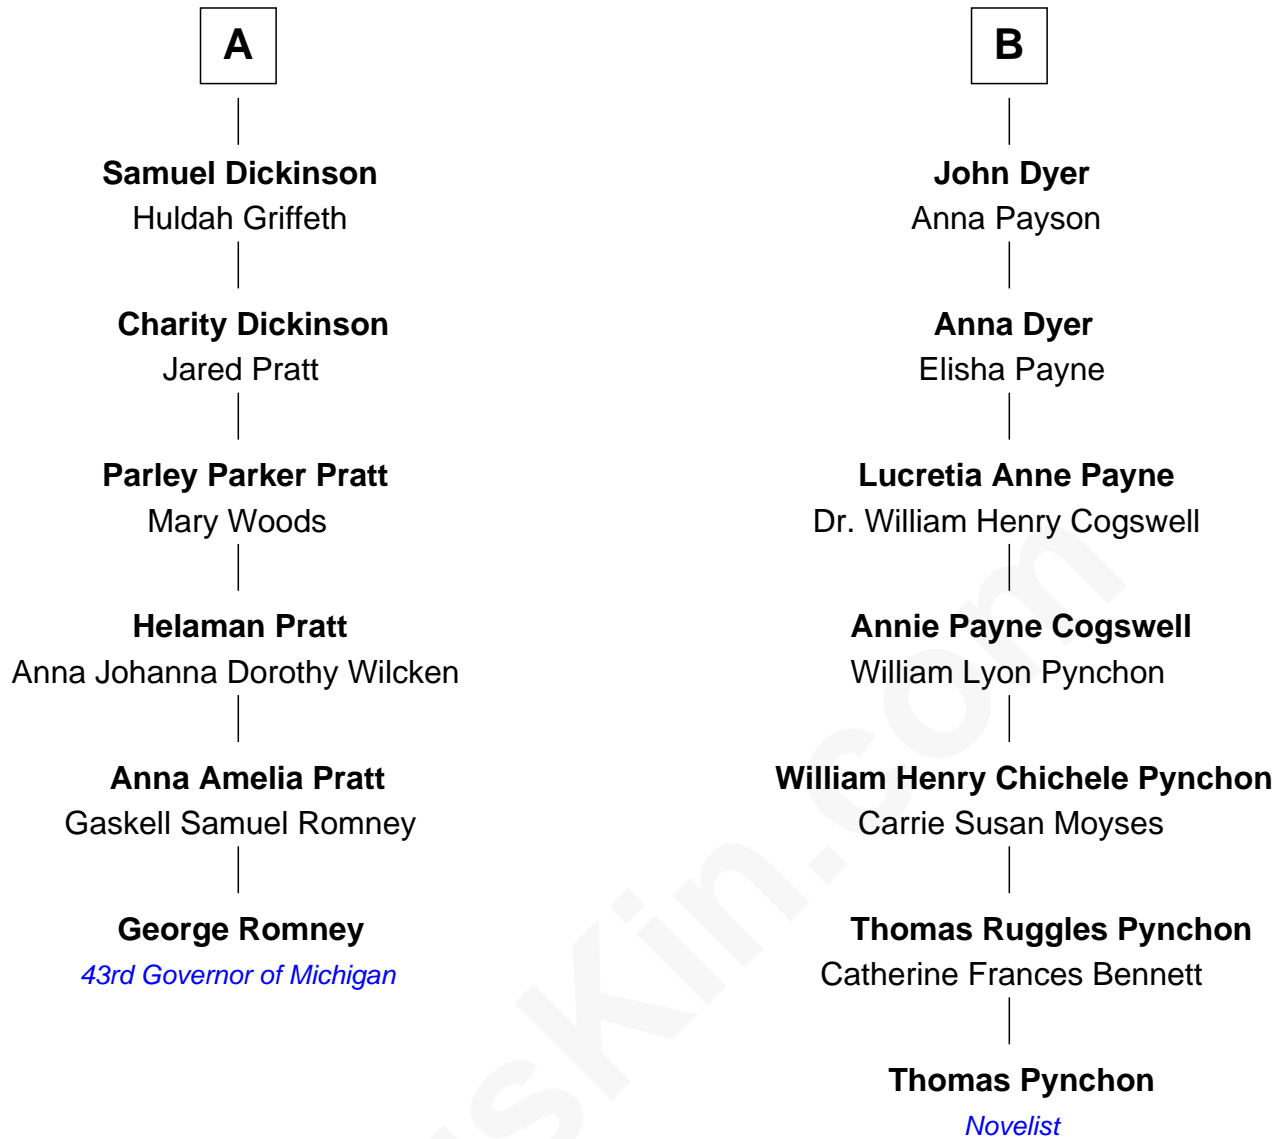 A
Samuel Dickinson
Huldah Griffeth
Charity Dickinson
Jared Pratt
Parley Parker Pratt
Mary Woods
Helaman Pratt
Anna Johanna Dorothy Wilcken
Anna Amelia Pratt
Gaskell Samuel Romney
George Romney
43rd Governor of Michigan
B
John Dyer
Anna Payson
Anna Dyer
Elisha Payne
Lucretia Anne Payne
Dr. William Henry Cogswell
Annie Payne Cogswell
William Lyon Pynchon
William Henry Chichele Pynchon
Carrie Susan Moyses
Thomas Ruggles Pynchon
Catherine Frances Bennett
Thomas Pynchon
Novelist
sKin.com